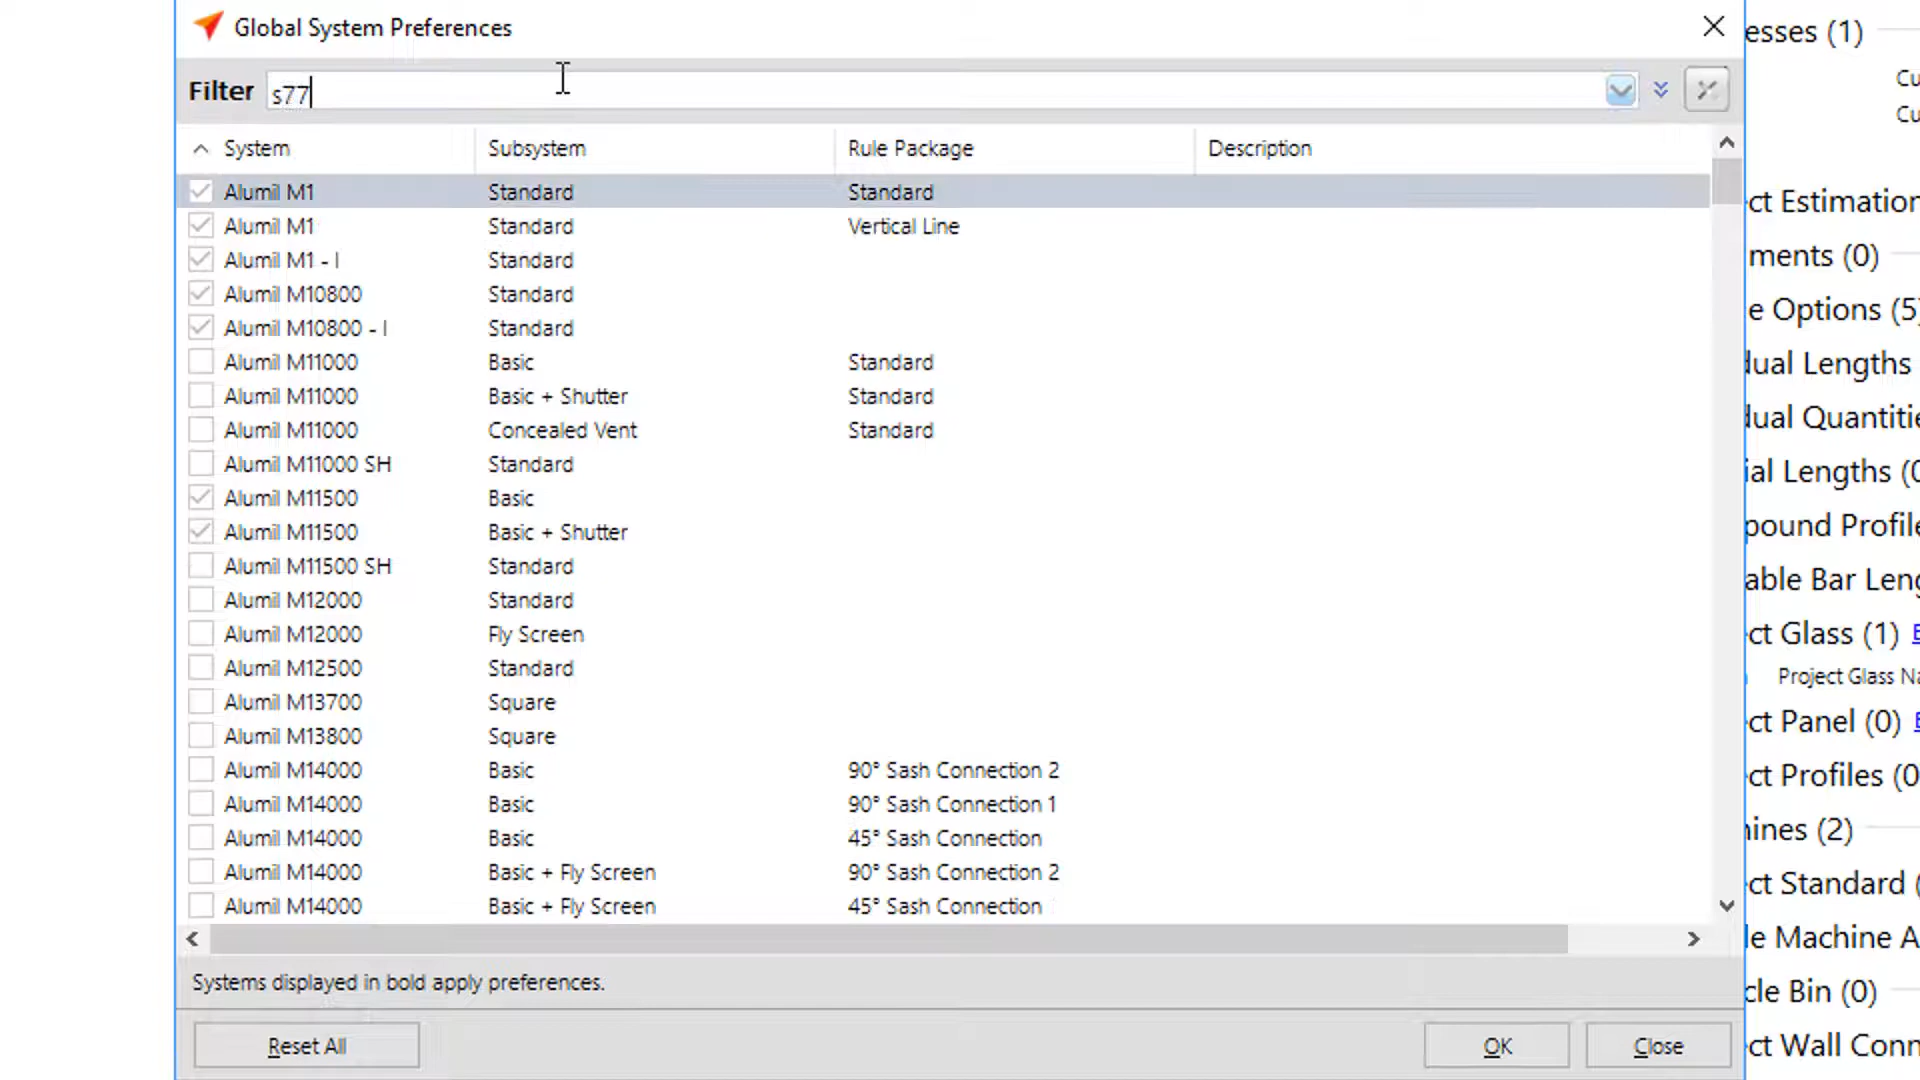 Global System Preferences
Filter s77
System Subsystem Rule Package Description
Alumil M1 Standard Standard
Alumil M1 Standard Vertical Line
Alumil M1 - I Standard
Alumil M10800 Standard
Alumil M10800 - I Standard
Alumil M11000 Basic Standard
Alumil M11000 Basic + Shutter Standard
Alumil M11000 Concealed Vent Standard
Alumil M11000 SH Standard
Alumil M11500 Basic
Alumil M11500 Basic + Shutter
Alumil M11500 SH Standard
Alumil M12000 Standard
Alumil M12000 Fly Screen
Alumil M12500 Standard
Alumil M13700 Square
Alumil M13800 Square
Alumil M14000 Basic 90° Sash Connection 2
Alumil M14000 Basic 90° Sash Connection 1
Alumil M14000 Basic 45° Sash Connection
Alumil M14000 Basic + Fly Screen 90° Sash Connection 2
Alumil M14000 Basic + Fly Screen 45° Sash Connection
Systems displayed in bold apply preferences.
Reset All OK Close
esses (1)
Cu
Cu
ct Estimation
ments (0)
e Options (5)
dual Lengths
dual Quantitie
ial Lengths (0
pound Profile
able Bar Leng
ct Glass (1)
Project Glass Na
ct Panel (0)
ct Profiles (0
ines (2)
ct Standard (
le Machine A
cle Bin (0)
ct Wall Conn